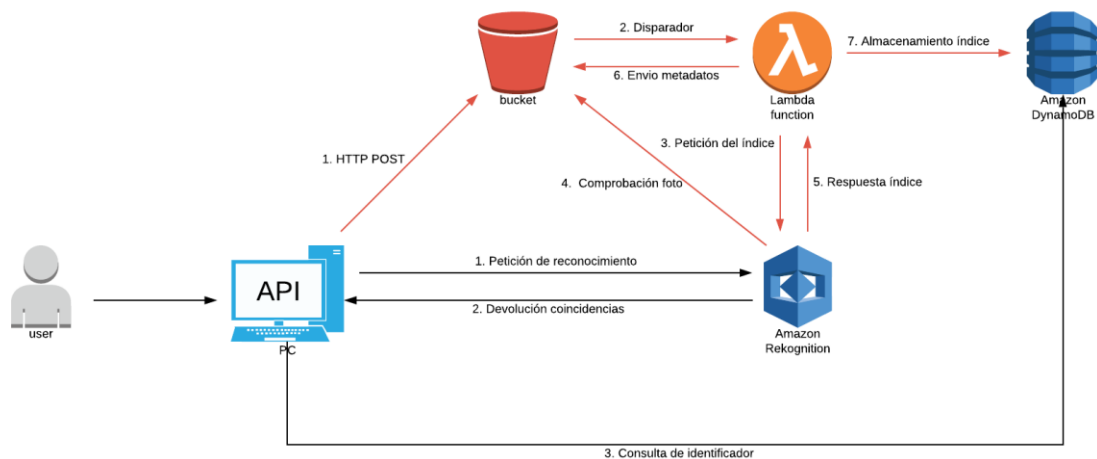 2. Disparador
7. Almacenamiento índice
6. Envio metadatos
bucket
Lambda
function
Amazon
DynamoDB
1. HTTP POST
3. Petición del índice
4. Comprobación foto
5. Respuesta índice
1. Petición de reconocimiento
API
2. Devolución coincidencias
user
PC
Amazon
Rekognition
3. Consulta de identificador